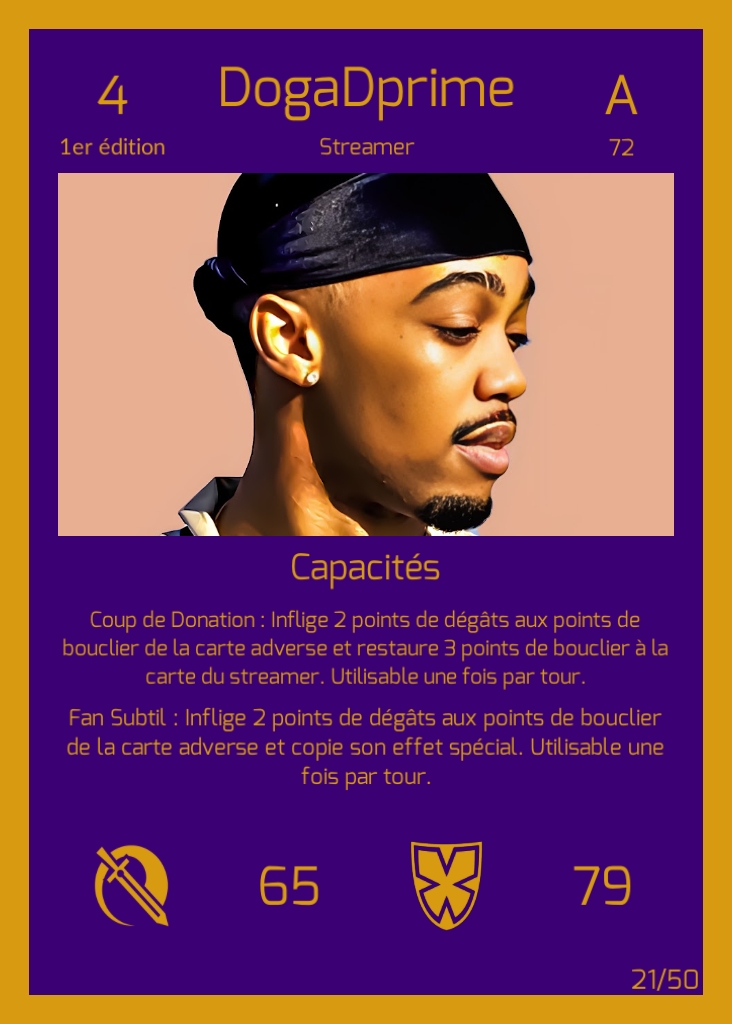 4
DogaDprime
A
1er édition
Streamer
72
Capacités
Coup de Donation : Inflige 2 points de dégâts aux points de
bouclier de la carte adverse et restaure 3 points de bouclier à la
carte du streamer. Utilisable une fois par tour.
Fan Subtil : Inflige 2 points de dégâts aux points de bouclier
de la carte adverse et copie son effet spécial. Utilisable une
fois par tour.
65
79
21/50